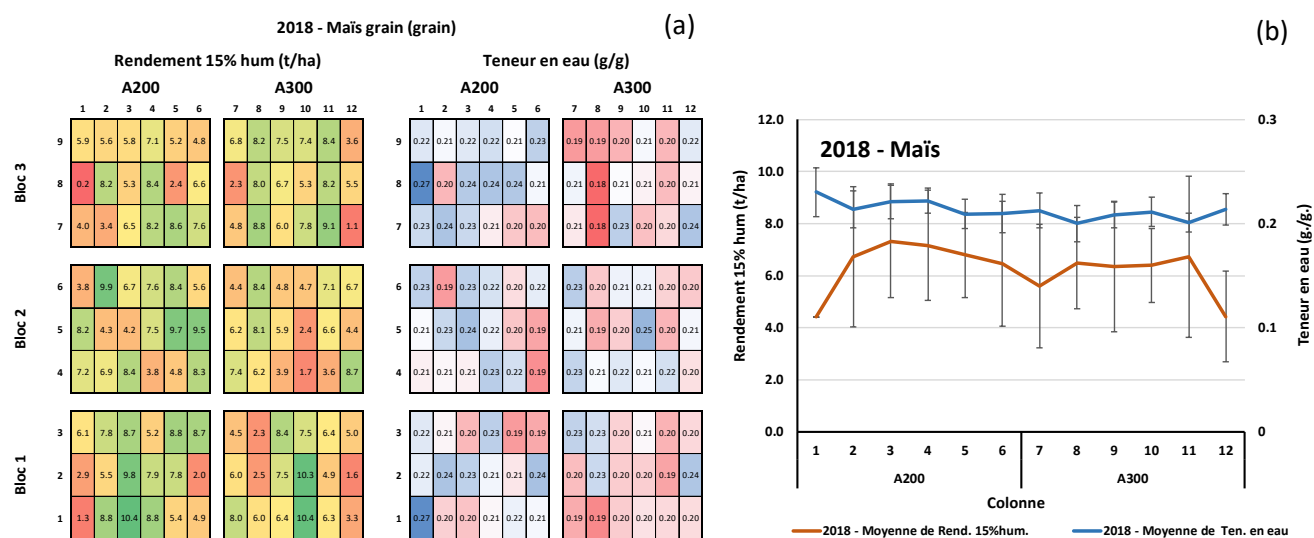 2018 - Maïs grain (grain)
(a)
Rendement 15% hum (t/ha)
Teneur en eau (g/g)
A200
A300
A200
A300
1 2 3 4 5 6 7 8 9 10 11 12
1 2 3 4 5 6 7 8 9 10 11 12
Bloc 3
9 5.9 5.6 5.8 7.1 5.2 4.8 6.8 8.2 7.5 7.4 8.4 3.6
9 0.22 0.21 0.22 0.22 0.21 0.23 0.19 0.19 0.20 0.21 0.20 0.22
8 0.2 8.2 5.3 8.4 2.4 6.6 2.3 8.0 6.7 5.3 8.2 5.5
8 0.27 0.20 0.24 0.24 0.24 0.21 0.21 0.18 0.21 0.21 0.20 0.21
7 4.0 3.4 6.5 8.2 8.6 7.6 4.8 8.8 6.0 7.8 9.1 1.1
7 0.23 0.24 0.23 0.21 0.20 0.20 0.21 0.18 0.23 0.20 0.20 0.24
Bloc 2
6 3.8 9.9 6.7 7.6 8.4 5.6 4.4 8.4 4.8 4.7 7.1 6.7
6 0.23 0.19 0.23 0.22 0.20 0.22 0.23 0.20 0.21 0.21 0.20 0.20
5 8.2 4.3 4.2 7.5 9.7 9.5 6.2 8.1 5.9 2.4 6.6 4.4
5 0.21 0.23 0.24 0.22 0.20 0.19 0.21 0.19 0.20 0.25 0.20 0.21
4 7.2 6.9 8.4 3.8 4.8 8.3 7.4 6.2 3.9 1.7 3.6 8.7
4 0.21 0.21 0.21 0.23 0.22 0.19 0.23 0.21 0.22 0.22 0.22 0.20
Bloc 1
3 6.1 7.8 8.7 5.2 8.8 8.7 4.5 2.3 8.4 7.5 6.4 5.0
3 0.22 0.21 0.20 0.23 0.19 0.19 0.23 0.23 0.20 0.21 0.20 0.20
2 2.9 5.5 9.8 7.9 7.8 2.0 6.0 2.5 7.5 10.3 4.9 1.6
2 0.22 0.24 0.23 0.21 0.21 0.24 0.20 0.23 0.20 0.20 0.19 0.24
1 1.3 8.8 10.4 8.8 5.4 4.9 8.0 6.0 6.4 10.4 6.3 3.3
1 0.27 0.20 0.20 0.21 0.22 0.21 0.19 0.19 0.20 0.20 0.20 0.20
(b)
2018 - Maïs
Rendement 15% hum (t/ha)
12.0
10.0
8.0
6.0
4.0
2.0
0.0
Teneur en eau (g./g.)
0.3
0.2
0.1
0
1 2 3 4 5 6 7 8 9 10 11 12
A200 A300
Colonne
2018 - Moyenne de Rend. 15%hum.
2018 - Moyenne de Ten. en eau